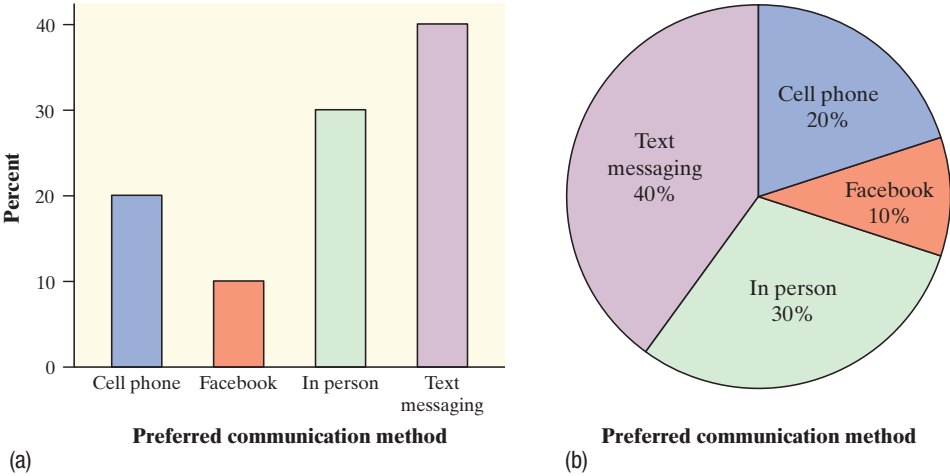 Percent
40
30
20
10
0
Cell phone
Facebook
In person
Text
messaging
Preferred communication method
(a)
Cell phone
20%
Facebook
10%
In person
30%
Text
messaging
40%
Preferred communication method
(b)